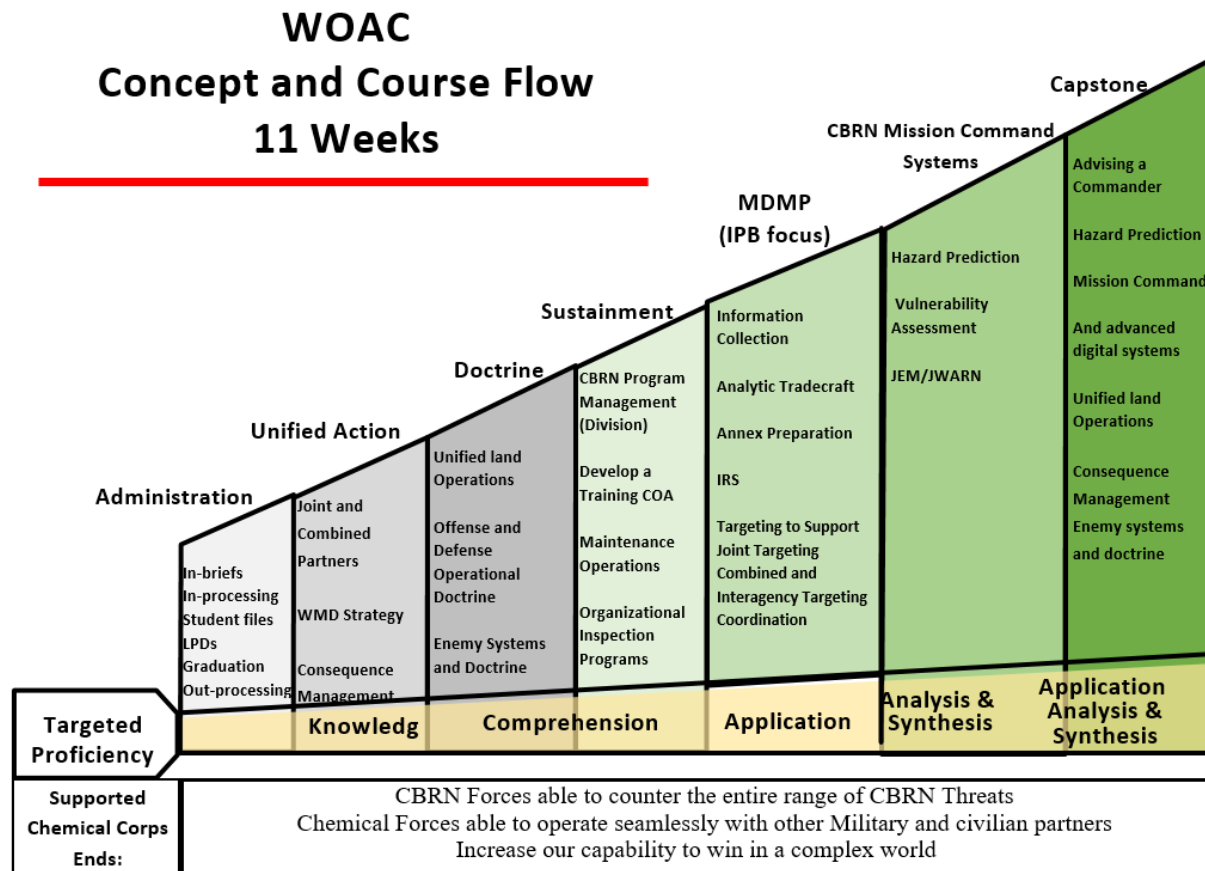 WOAC
Concept and Course Flow
11 Weeks
Administration
In-briefs
In-processing
Student files
LPDs
Graduation
Out-processing
Unified Action
Joint and
Combined
Partners
WMD Strategy
Consequence
Management
Doctrine
Unified land
Operations
Offense and
Defense
Operational
Doctrine
Enemy Systems
and Doctrine
Sustainment
CBRN Program
Management
(Division)
Develop a
Training COA
Maintenance
Operations
Organizational
Inspection
Programs
MDMP
(IPB focus)
Information
Collection
Analytic Tradecraft
Annex Preparation
IRS
Targeting to Support
Joint Targeting
Combined and
Interagency Targeting
Coordination
CBRN Mission Command
Systems
Hazard Prediction
Vulnerability
Assessment
JEM/JWARN
Capstone
Advising a
Commander
Hazard Prediction
Mission Command
And advanced
digital systems
Unified land
Operations
Consequence
Management
Enemy systems
and doctrine
Targeted
Proficiency
Knowledg
Comprehension
Application
Analysis &
Synthesis
Application
Analysis &
Synthesis
Supported
Chemical Corps
Ends:
CBRN Forces able to counter the entire range of CBRN Threats
Chemical Forces able to operate seamlessly with other Military and civilian partners
Increase our capability to win in a complex world